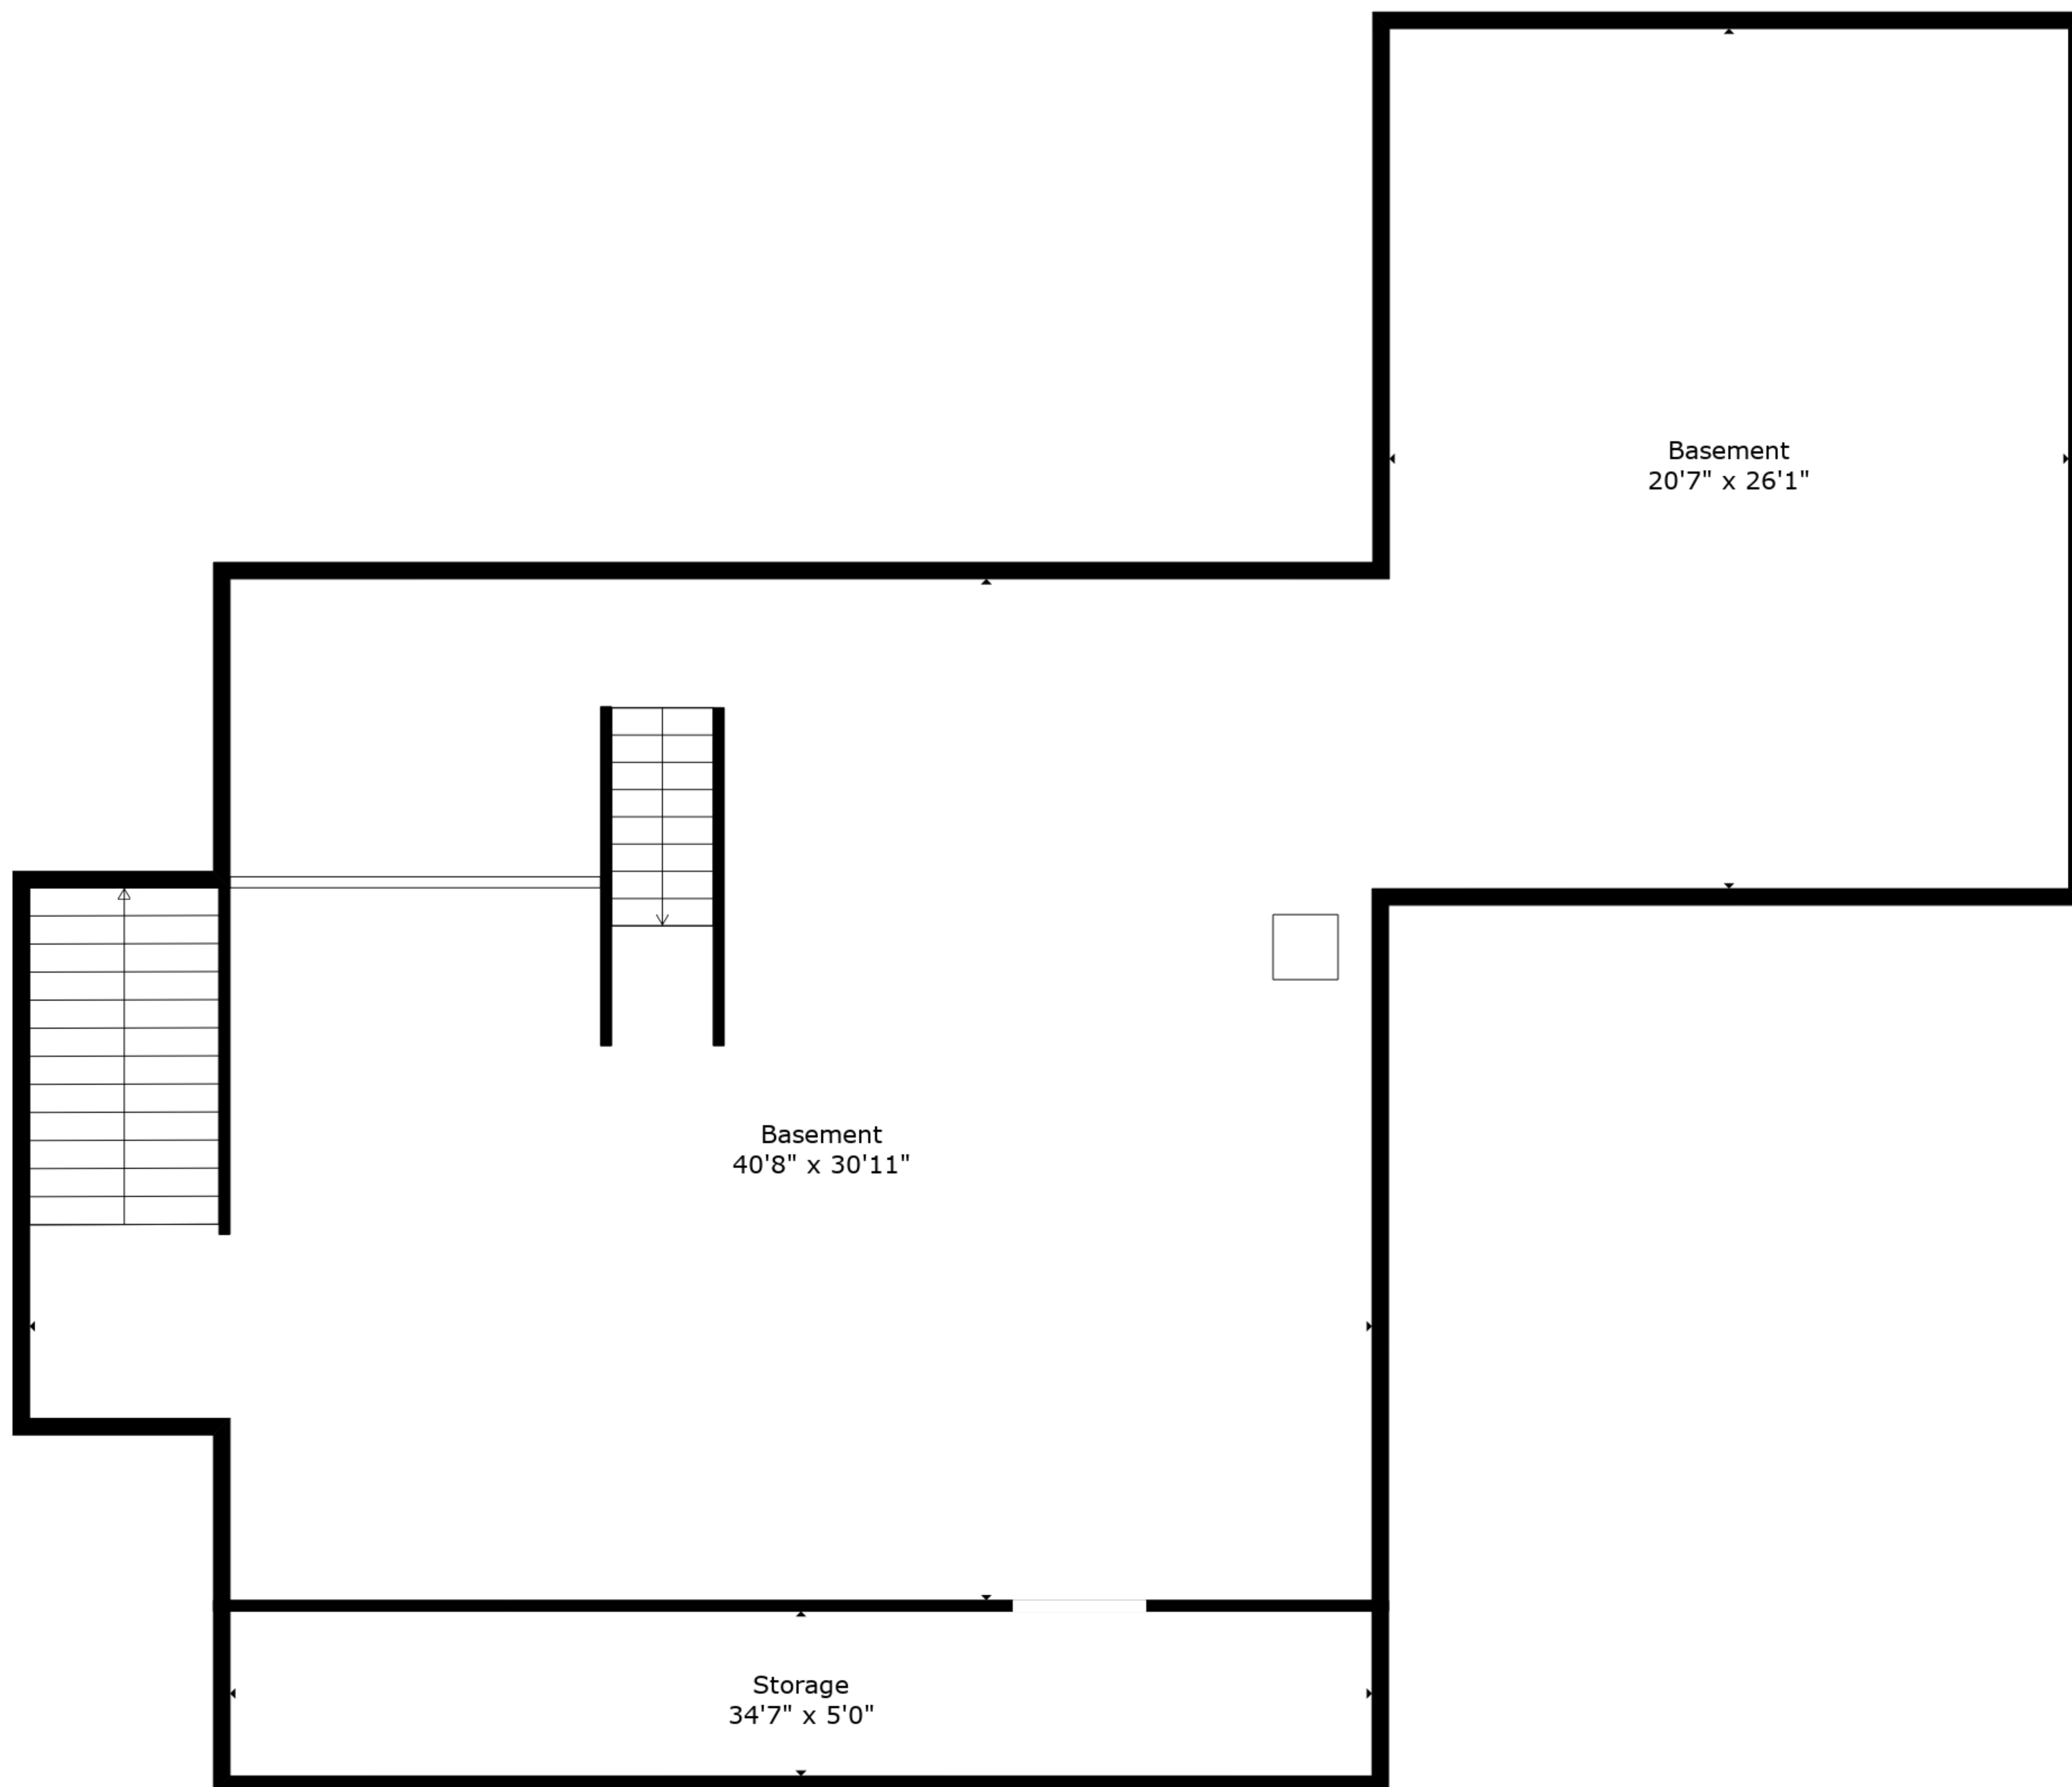 Basement
20'7" x 26'1"
Basement
40'8" x 30'11"
Storage
34'7" x 5'0"